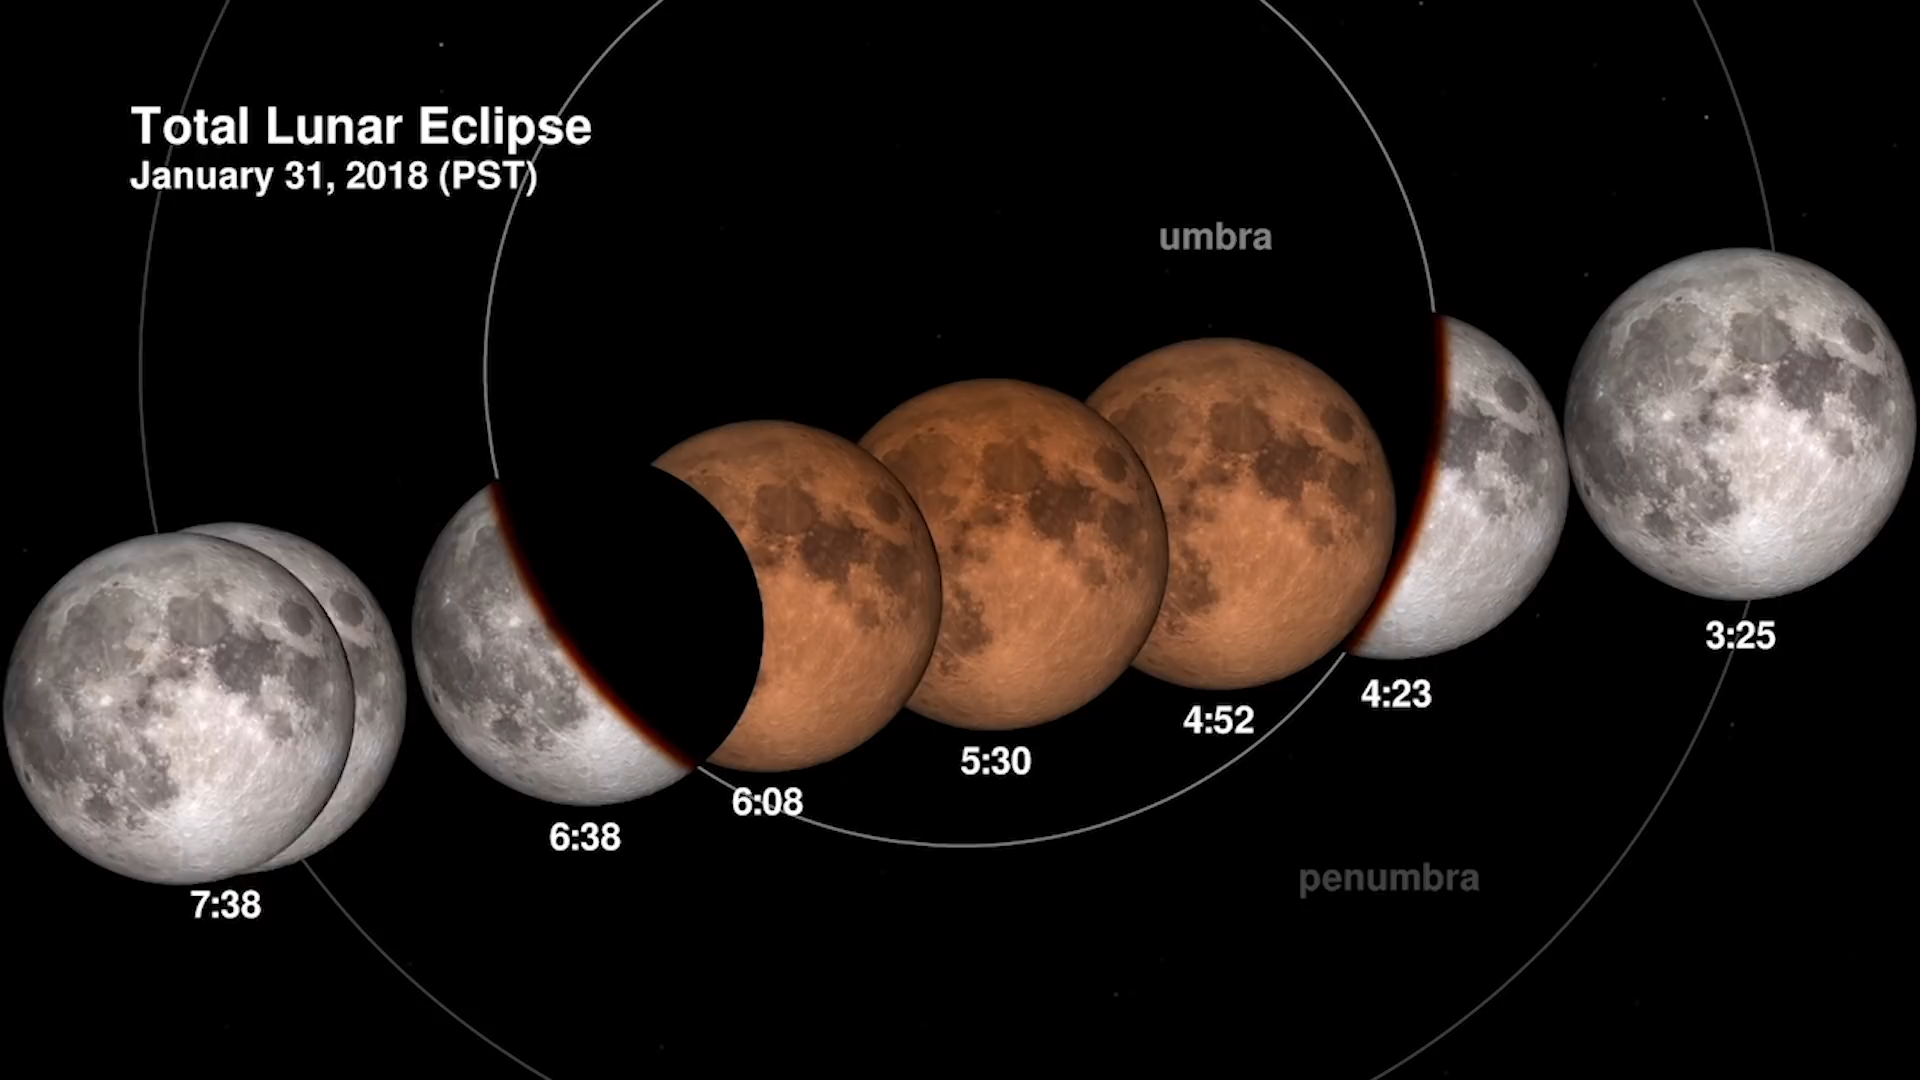 Total Lunar Eclipse
January 31, 2018 (PST)
umbra
3:25
4:23
4:52
5:30
6:08
6:38
penumbra
7:38